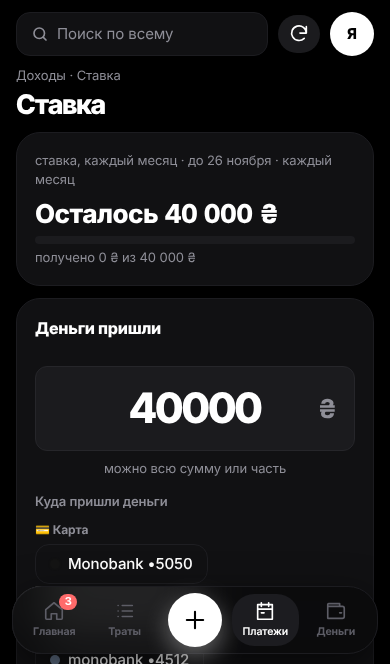 Поиск по всему
Я
Доходы · Ставка
Ставка
ставка, каждый месяц · до 26 ноября · каждый
месяц
Осталось 40 000 ₴
получено 0 ₴ из 40 000 ₴
Деньги пришли
40000 ₴
можно всю сумму или часть
Куда пришли деньги
💳 Карта
Monobank •5050
monobank •4512
3
Главная
Траты
Платежи
Деньги